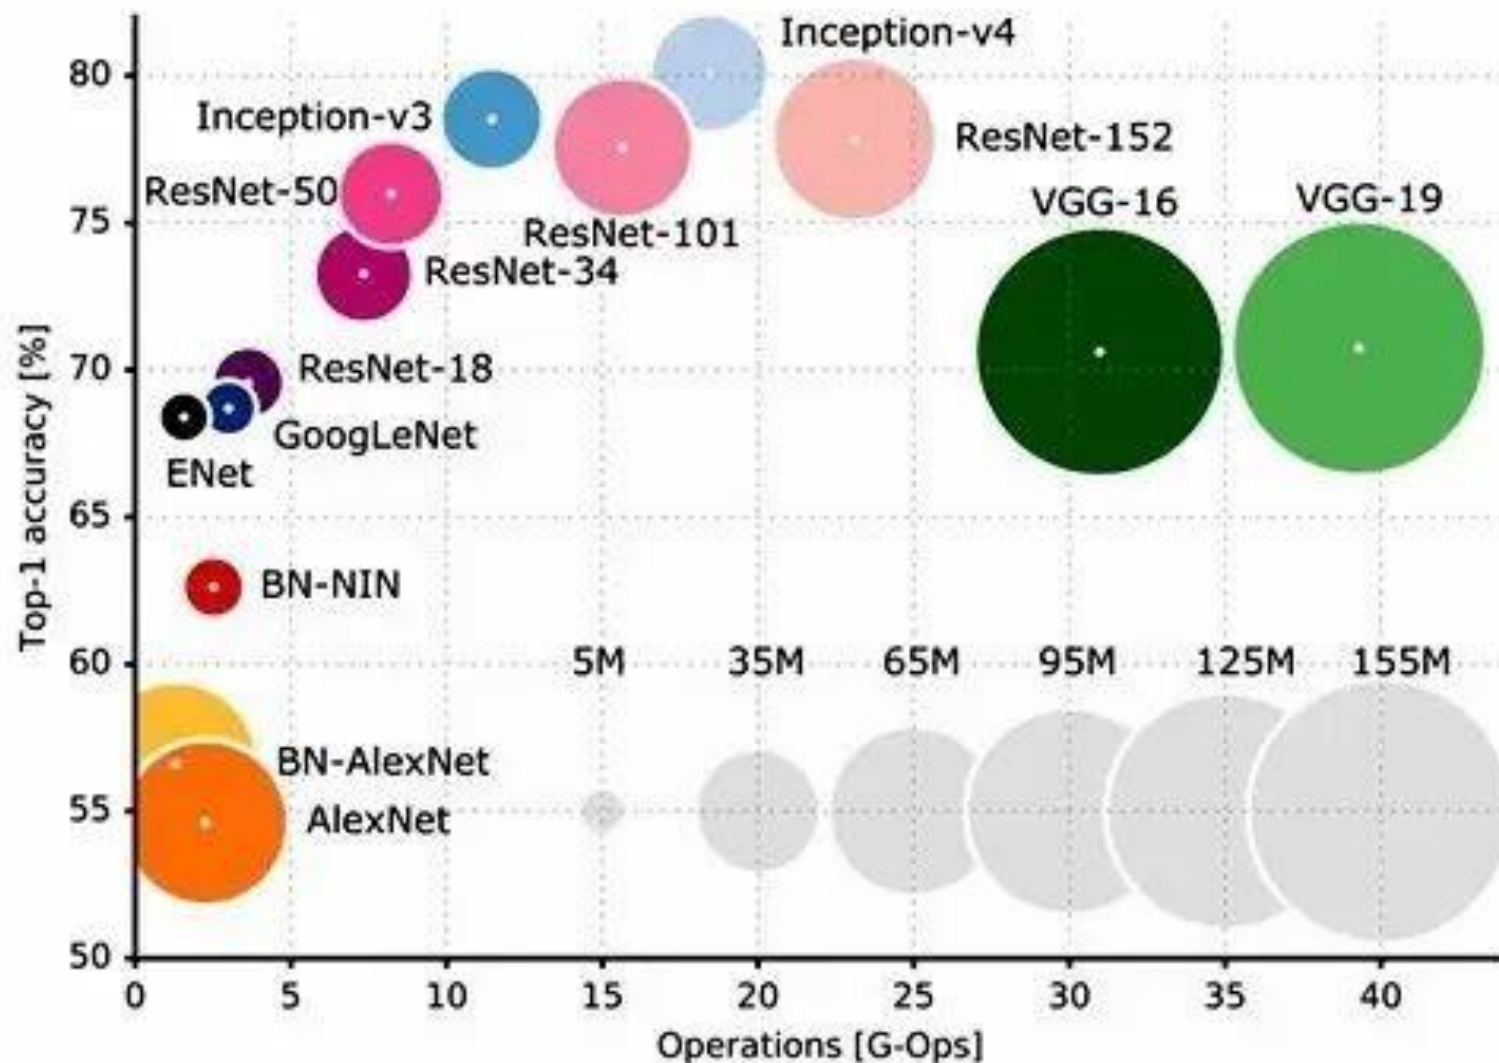 Inception-v4
80
Inception-v3
ResNet-152
ResNet-50
VGG-16
VGG-19
75
ResNet-101
ResNet-34
Top-1 accuracy [%]
70
ResNet-18
GoogLeNet
ENet
65
BN-NIN
60
5M 35M 65M 95M 125M 155M
BN-AlexNet
55
AlexNet
50
0 5 10 15 20 25 30 35 40
Operations [G-Ops]